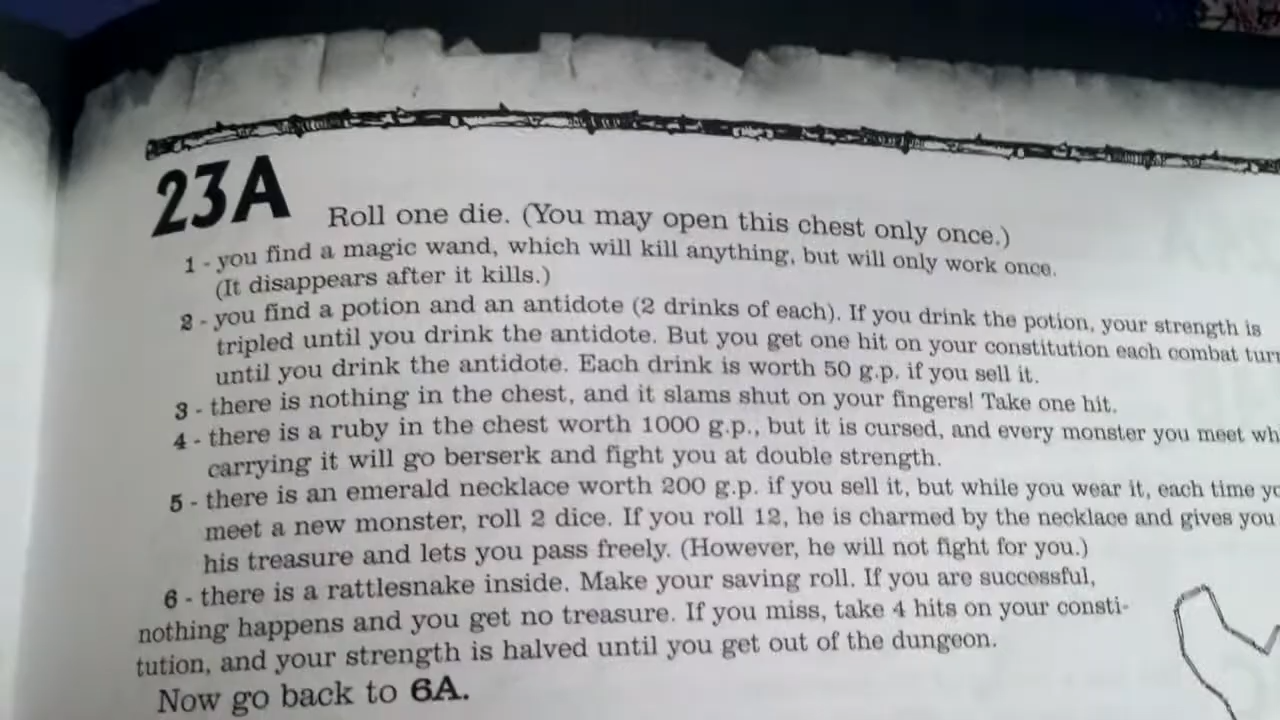 23A
Roll one die. (You may open this chest only once.)
1 - you find a magic wand, which will kill anything, but will only work once.
(It disappears after it kills.)
2 - you find a potion and an antidote (2 drinks of each). If you drink the potion, your strength is
tripled until you drink the antidote. But you get one hit on your constitution each combat
until you drink the antidote. Each drink is worth 50 g.p. if you sell it.
3 - there is nothing in the chest, and it slams shut on your fingers! Take one hit.
4 - there is a ruby in the chest worth 1000 g.p., but it is cursed, and every monster you meet
carrying it will go berserk and fight you at double strength.
5 - there is an emerald necklace worth 200 g.p. if you sell it, but while you wear it, each time
meet a new monster, roll 2 dice. If you roll 12, he is charmed by the necklace and gives you
his treasure and lets you pass freely. (However, he will not fight for you.)
6 - there is a rattlesnake inside. Make your saving roll. If you are successful,
nothing happens and you get no treasure. If you miss, take 4 hits on your consti-
tution, and your strength is halved until you get out of the dungeon.
Now go back to 6A.